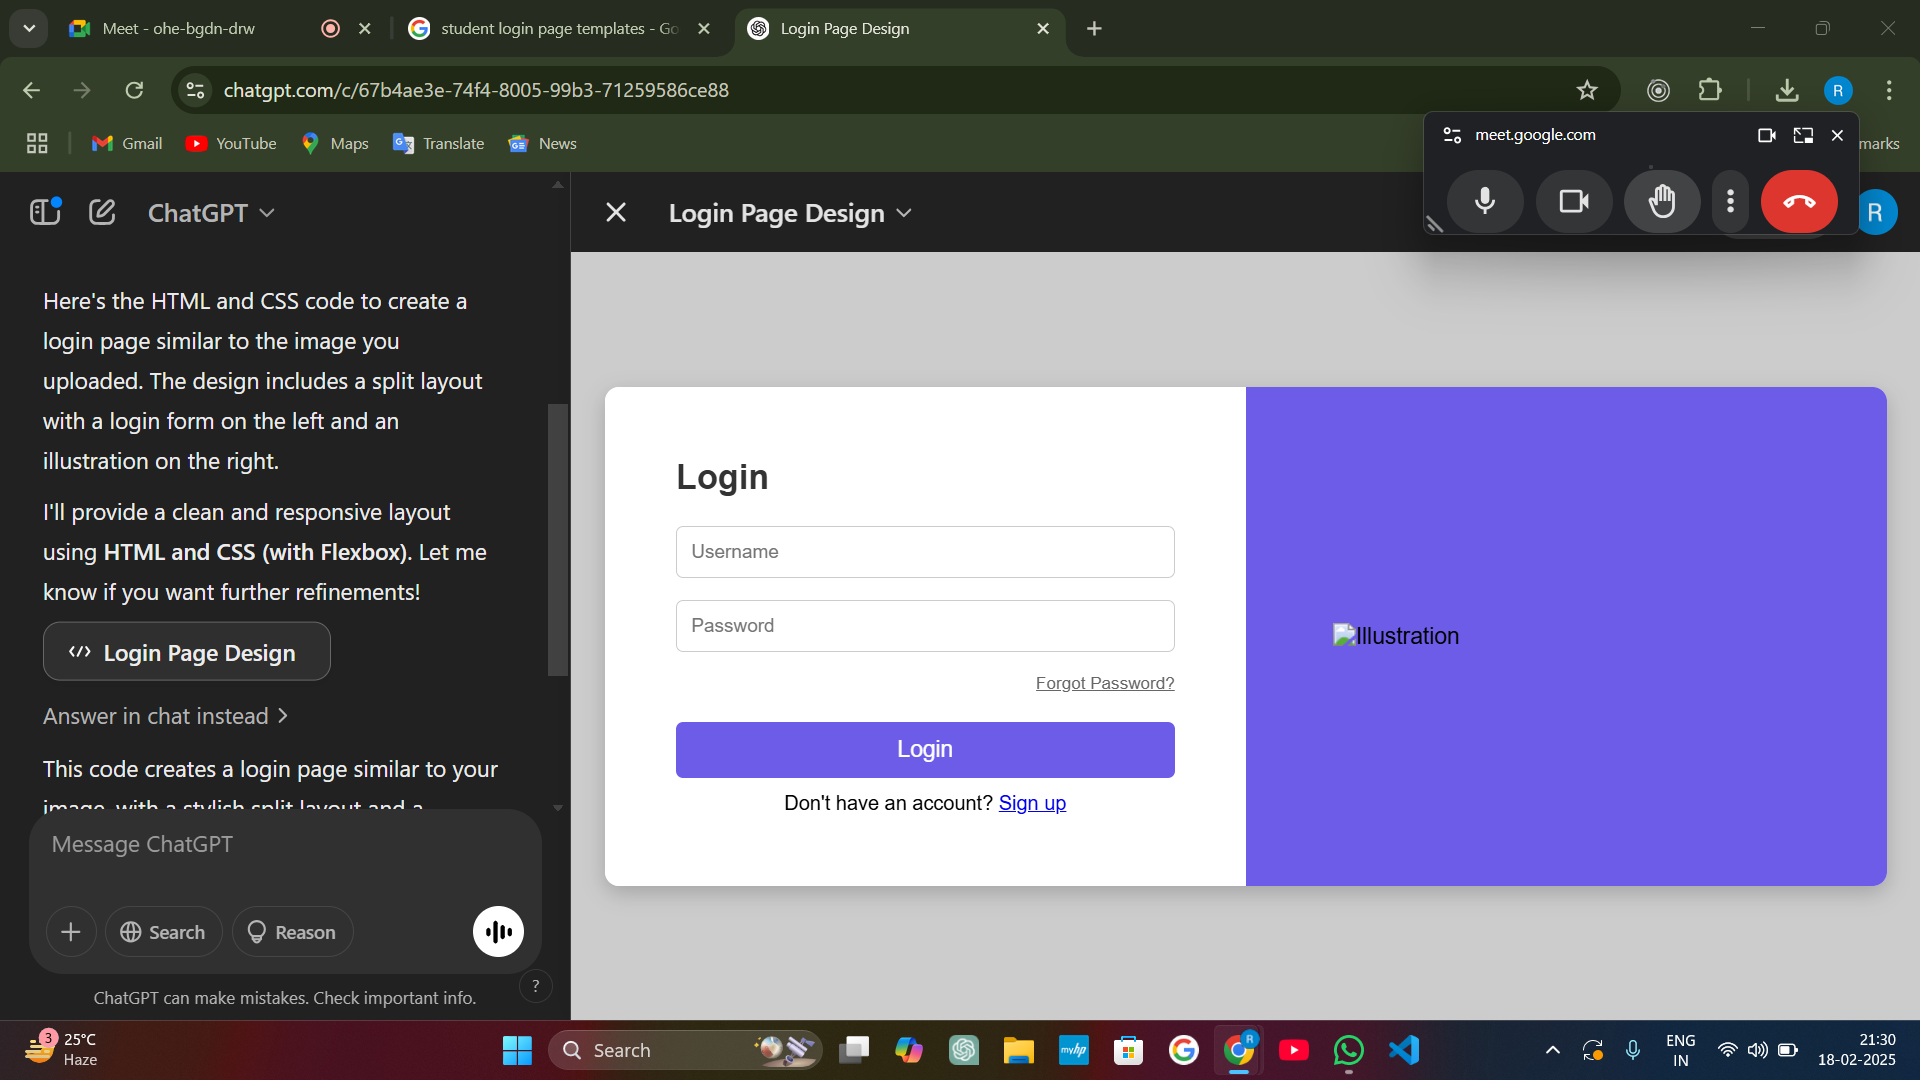 Meet - ohe-bgdn-drw
student login page templates - Go
Login Page Design
chatgpt.com/c/67b4ae3e-74f4-8005-99b3-71259586ce88
R
Gmail
YouTube
Maps
Translate
News
marks
meet.google.com
ChatGPT
Login Page Design
R
Here's the HTML and CSS code to create a
login page similar to the image you
uploaded. The design includes a split layout
with a login form on the left and an
illustration on the right.
I'll provide a clean and responsive layout
using HTML and CSS (with Flexbox). Let me
know if you want further refinements!
Login Page Design
Answer in chat instead >
This code creates a login page similar to your
image, with a stylish split layout and a
Message ChatGPT
Search
Reason
ChatGPT can make mistakes. Check important info.
?
Login
Username
Password
Forgot Password?
Login
Don't have an account? Sign up
Illustration
3
25°C
Haze
Search
myhp
R
ENG
IN
21:30
18-02-2025